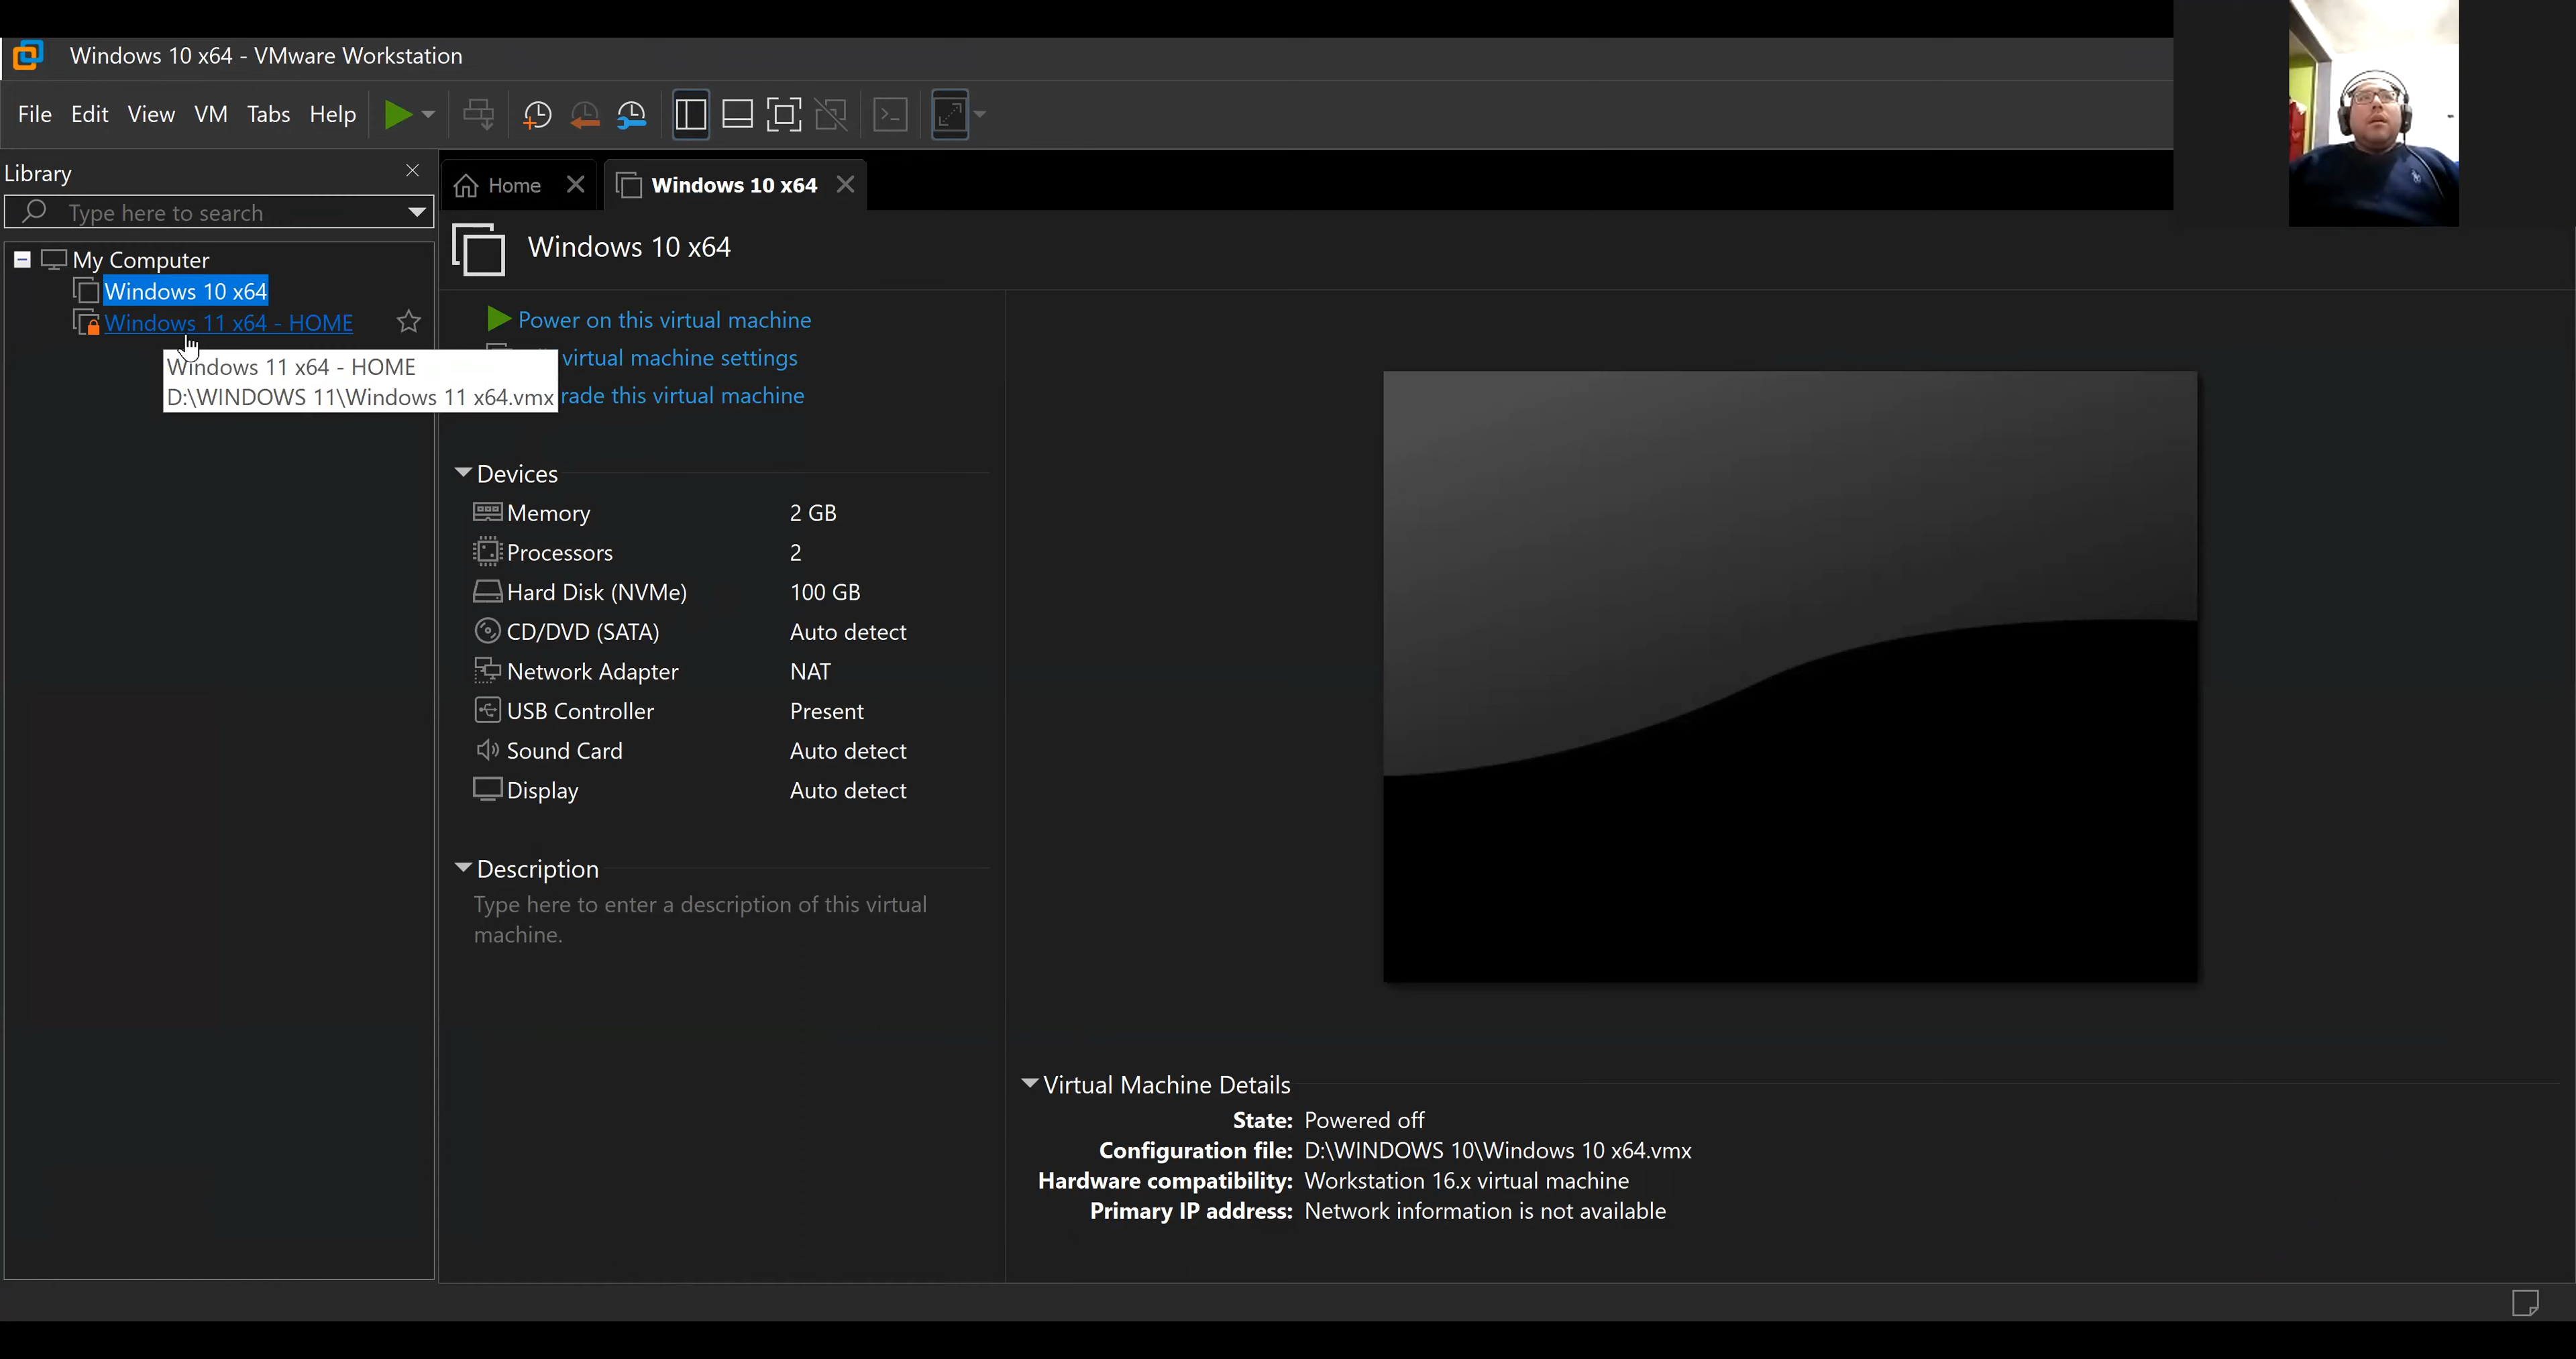 Windows 10 x64 - VMware Workstation
File Edit View VM Tabs Help
Library
Type here to search
My Computer
Windows 10 x64
Windows 11 x64 - HOME
Windows 11 x64 - HOME
D:\WINDOWS 11\Windows 11 x64.vmx
Home
Windows 10 x64
Windows 10 x64
Power on this virtual machine
virtual machine settings
rade this virtual machine
Devices
Memory 2 GB
Processors 2
Hard Disk (NVMe) 100 GB
CD/DVD (SATA) Auto detect
Network Adapter NAT
USB Controller Present
Sound Card Auto detect
Display Auto detect
Description
Type here to enter a description of this virtual
machine.
Virtual Machine Details
State: Powered off
Configuration file: D:\WINDOWS 10\Windows 10 x64.vmx
Hardware compatibility: Workstation 16.x virtual machine
Primary IP address: Network information is not available